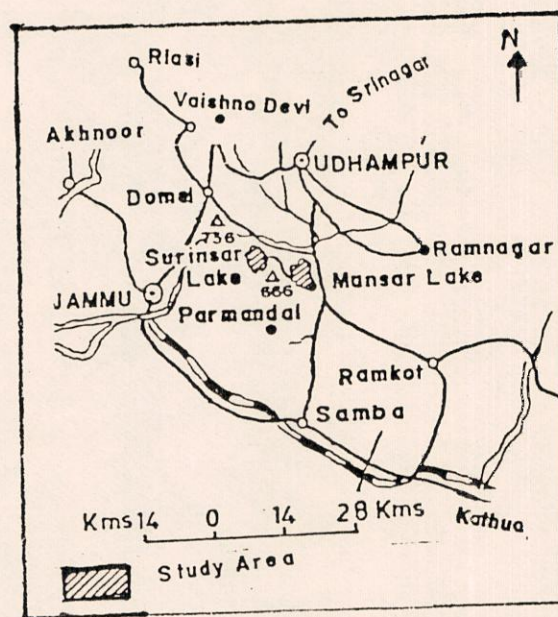 N
Riasi
To Srinagar
Vaishno Devi
Akhnoor
UDHAMPUR
Domel
736
Ramnagar
Surinsar
Lake
666
Mansar Lake
JAMMU
Parmandal
Ramkot
Samba
Kms 14 0 14 28 Kms
Kathua
Study Area